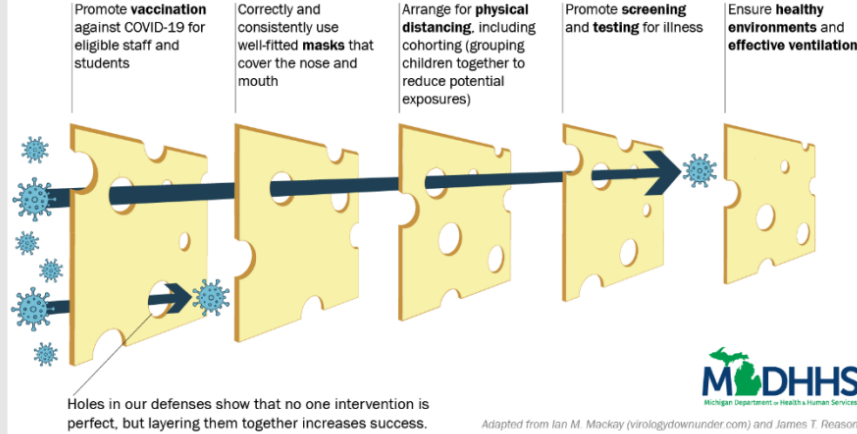 Promote vaccination
against COVID-19 for
eligible staff and
students
Correctly and
consistently use
well-fitted masks that
cover the nose and
mouth
Arrange for physical
distancing, including
cohorting (grouping
children together to
reduce potential
exposures)
Promote screening
and testing for illness
Ensure healthy
environments and
effective ventilation
Holes in our defenses show that no one intervention is
perfect, but layering them together increases success.
M DHHS
Michigan Department of Health & Human Services
Adapted from Ian M. Mackay (virologydownunder.com) and James T. Reason